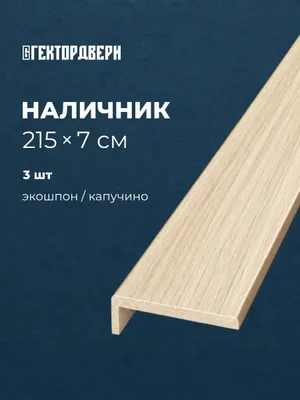 ГЕКТОРДВЕРИ
НАЛИЧНИК
215 × 7 см
3 шт
экошпон / капучино